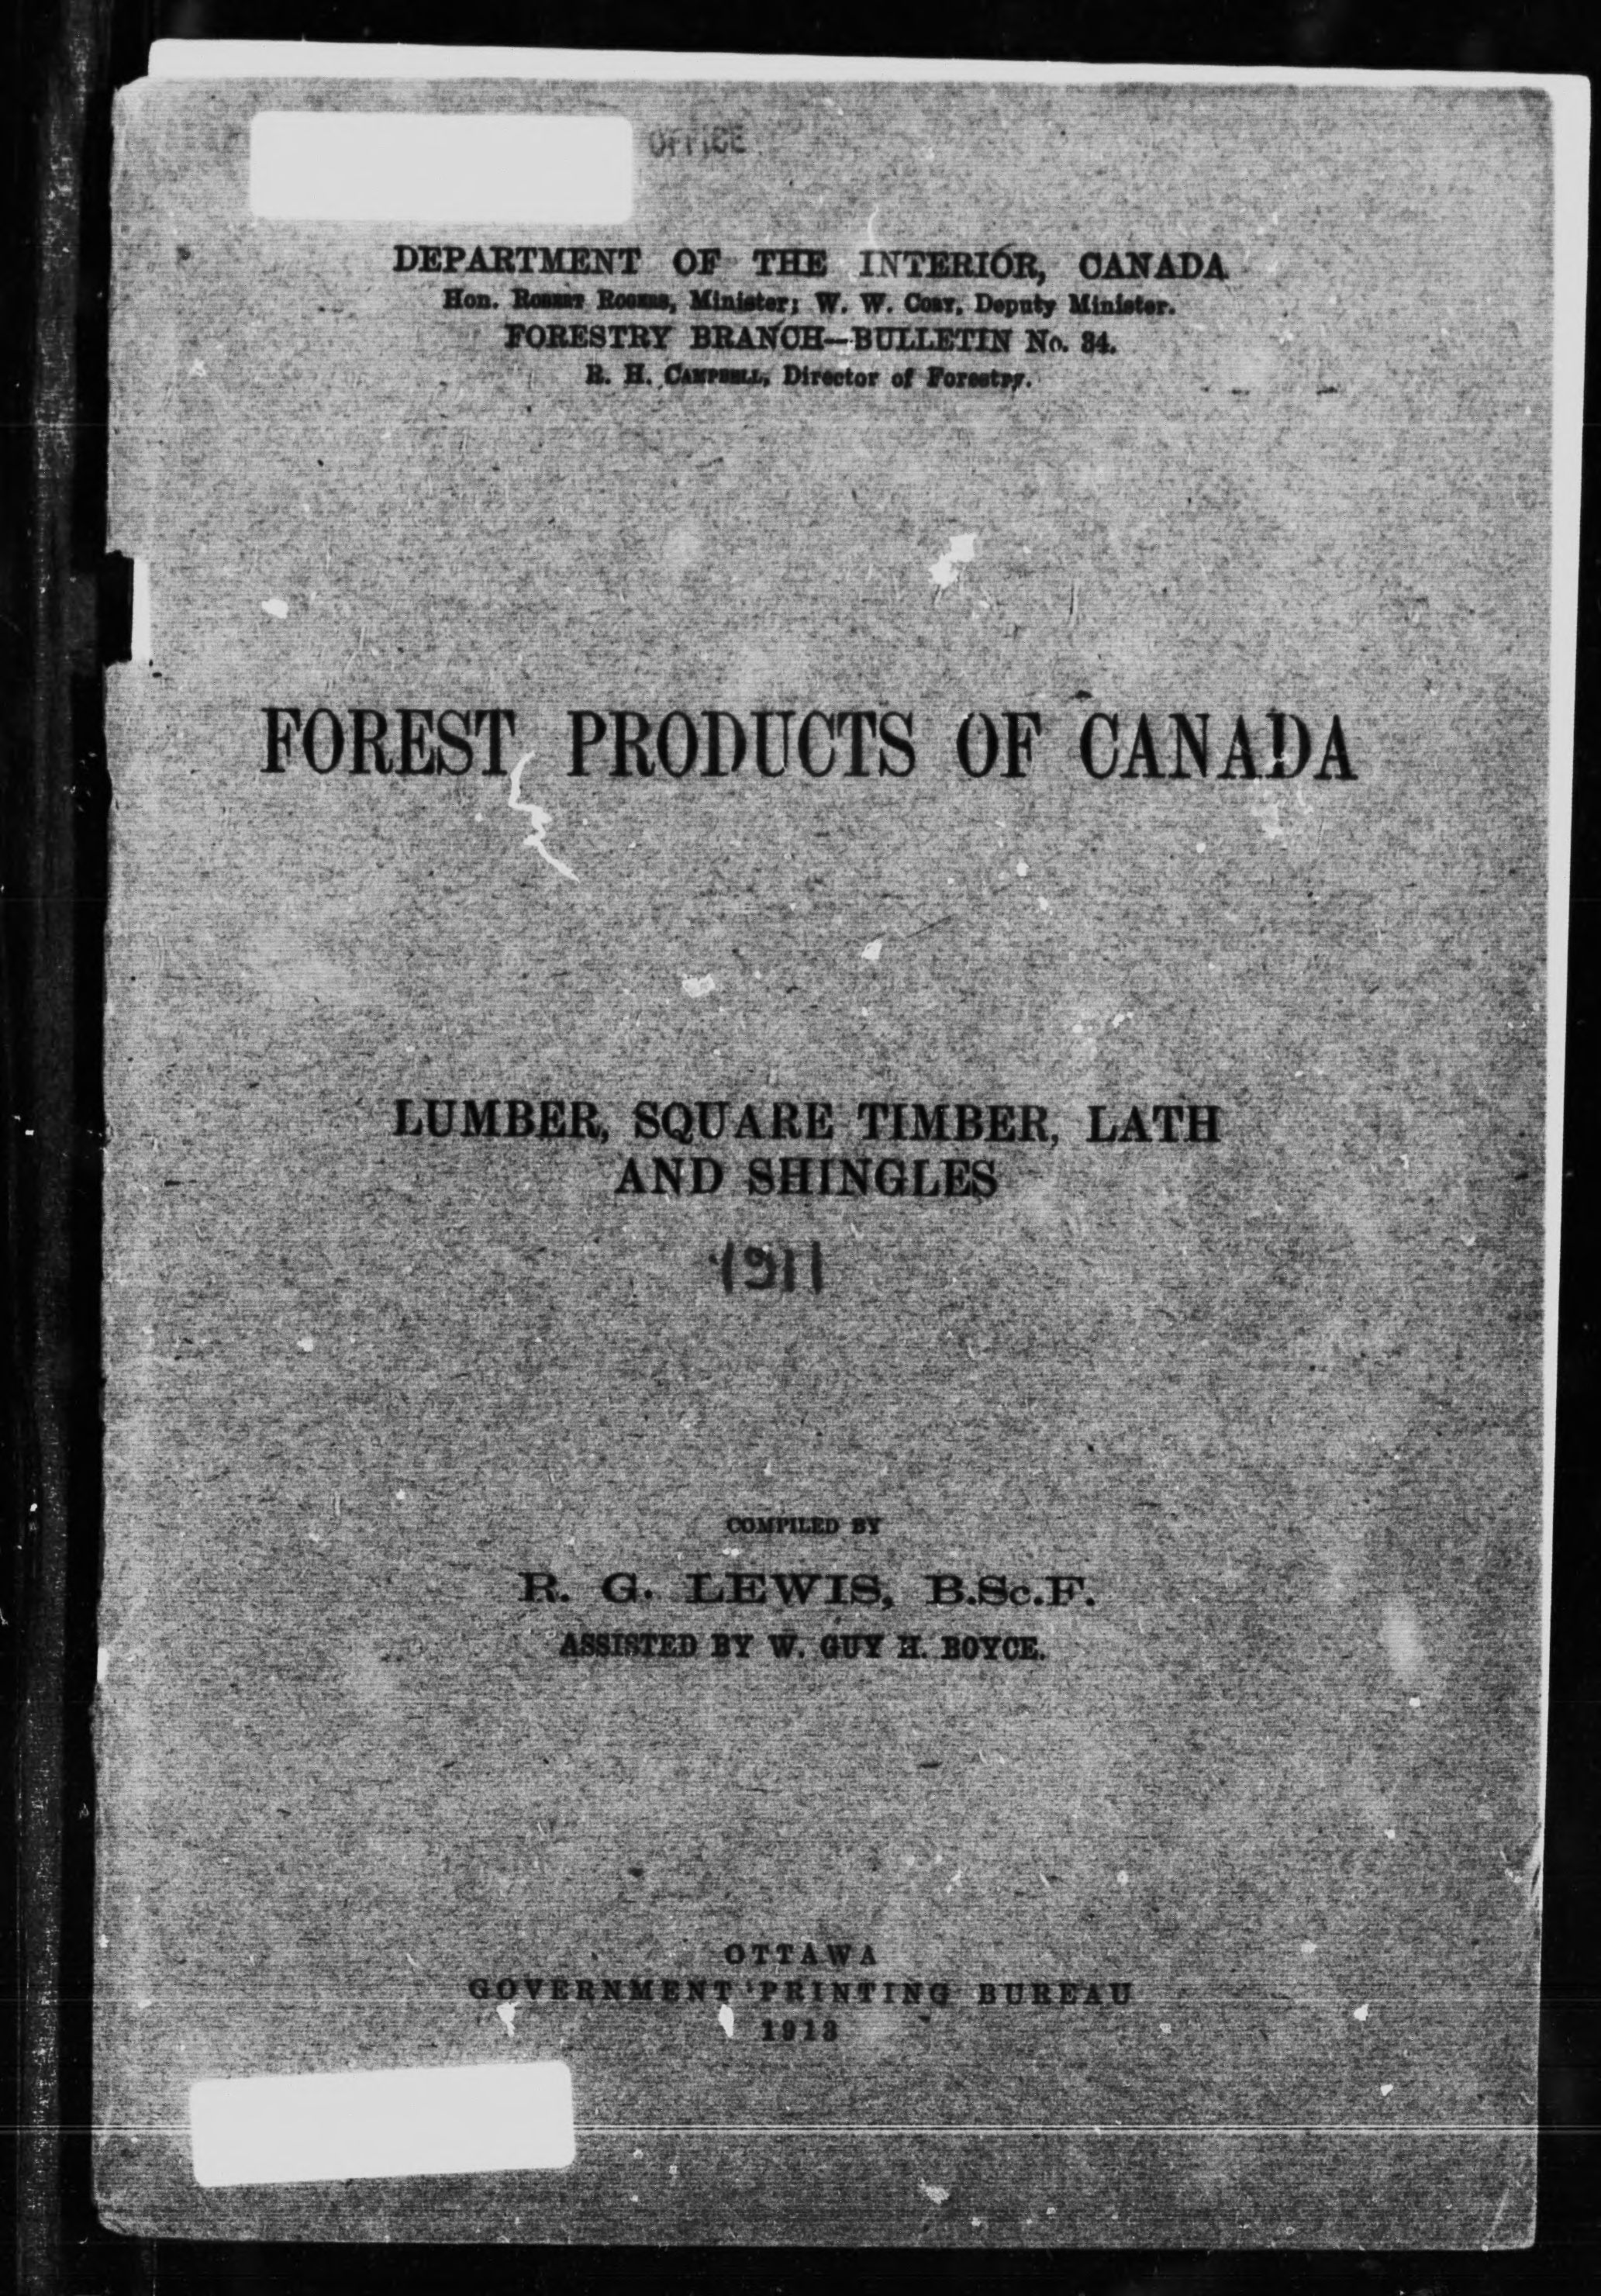 OFFICE
DEPARTMENT OF THE INTERIOR, CANADA
Hon. ROBERT ROGERS, Minister; W. W. CORY, Deputy Minister.
FORESTRY BRANCH—BULLETIN No. 34.
R. H. CAMPBELL, Director of Forestry.
FOREST PRODUCTS OF CANADA
LUMBER, SQUARE TIMBER, LATH
AND SHINGLES
1911
COMPILED BY
R. G. LEWIS, B.Sc.F.
ASSISTED BY W. GUY H. BOYCE.
OTTAWA
GOVERNMENT PRINTING BUREAU
1913